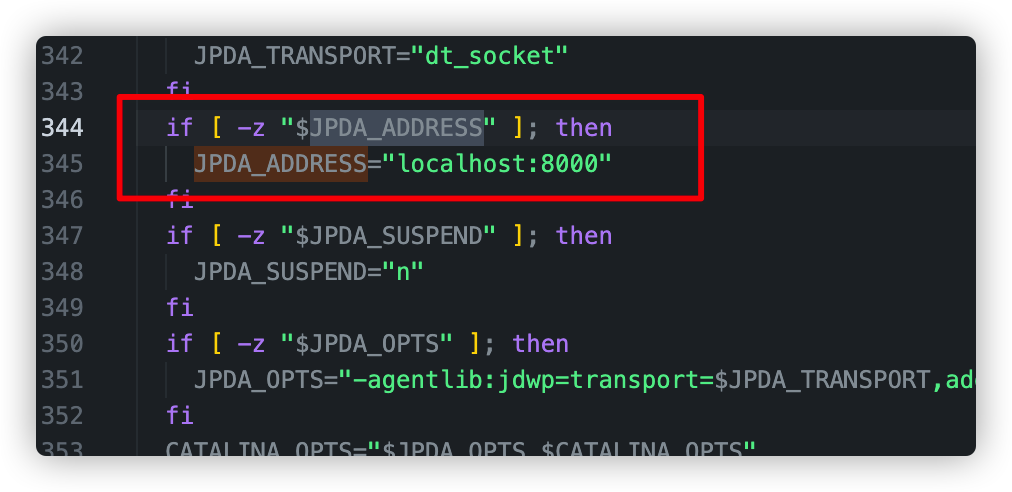 342 JPDA_TRANSPORT="dt_socket"
343 fi
344 if [ -z "$JPDA_ADDRESS" ]; then
345 JPDA_ADDRESS="localhost:8000"
346 fi
347 if [ -z "$JPDA_SUSPEND" ]; then
348 JPDA_SUSPEND="n"
349 fi
350 if [ -z "$JPDA_OPTS" ]; then
351 JPDA_OPTS="-agentlib:jdwp=transport=$JPDA_TRANSPORT,ad
352 fi
353 CATALINA_OPTS="$JPDA_OPTS $CATALINA_OPTS"